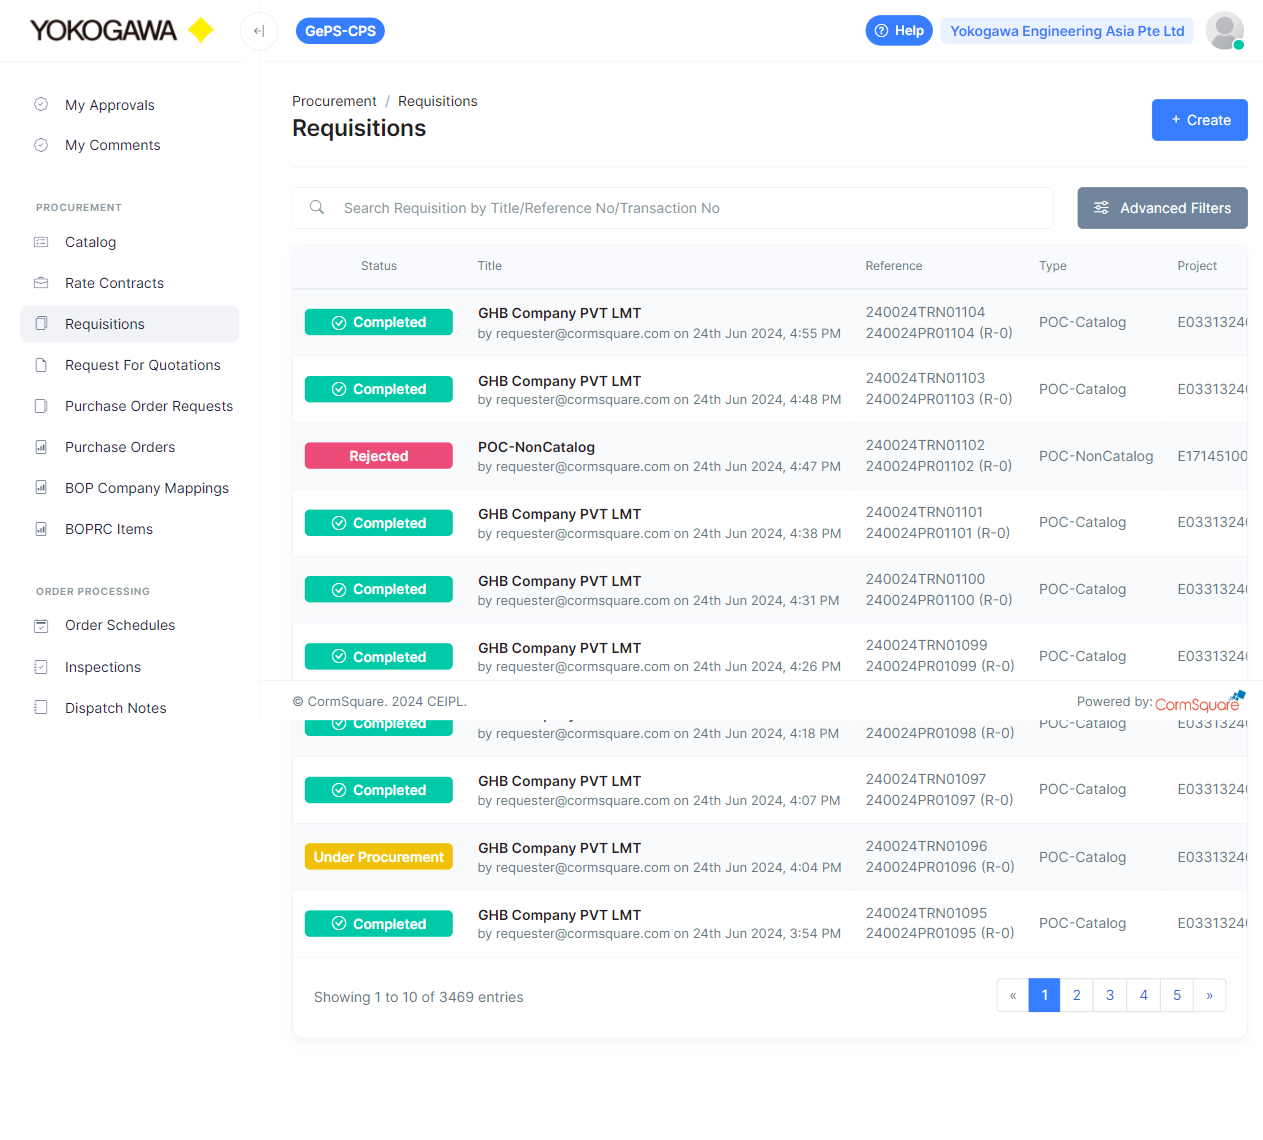 YOKOGAWA
GePS-CPS
Help
Yokogawa Engineering Asia Pte Ltd
My Approvals
My Comments
PROCUREMENT
Catalog
Rate Contracts
Requisitions
Request For Quotations
Purchase Order Requests
Purchase Orders
BOP Company Mappings
BOPRC Items
ORDER PROCESSING
Order Schedules
Inspections
Dispatch Notes
Procurement / Requisitions
Requisitions
+ Create
Search Requisition by Title/Reference No/Transaction No
Advanced Filters
Status Title Reference Type Project
Completed
GHB Company PVT LMT
by requester@cormsquare.com on 24th Jun 2024, 4:55 PM
240024TRN01104
240024PR01104 (R-0)
POC-Catalog
E0331324
Completed
GHB Company PVT LMT
by requester@cormsquare.com on 24th Jun 2024, 4:48 PM
240024TRN01103
240024PR01103 (R-0)
POC-Catalog
E0331324
Rejected
POC-NonCatalog
by requester@cormsquare.com on 24th Jun 2024, 4:47 PM
240024TRN01102
240024PR01102 (R-0)
POC-NonCatalog
E17145100
Completed
GHB Company PVT LMT
by requester@cormsquare.com on 24th Jun 2024, 4:38 PM
240024TRN01101
240024PR01101 (R-0)
POC-Catalog
E0331324
Completed
GHB Company PVT LMT
by requester@cormsquare.com on 24th Jun 2024, 4:31 PM
240024TRN01100
240024PR01100 (R-0)
POC-Catalog
E0331324
Completed
GHB Company PVT LMT
by requester@cormsquare.com on 24th Jun 2024, 4:26 PM
240024TRN01099
240024PR01099 (R-0)
POC-Catalog
E0331324
© CormSquare. 2024 CEIPL.
Powered by: CormSquare
Completed
by requester@cormsquare.com on 24th Jun 2024, 4:18 PM
240024PR01098 (R-0)
POC-Catalog
E0331324
Completed
GHB Company PVT LMT
by requester@cormsquare.com on 24th Jun 2024, 4:07 PM
240024TRN01097
240024PR01097 (R-0)
POC-Catalog
E0331324
Under Procurement
GHB Company PVT LMT
by requester@cormsquare.com on 24th Jun 2024, 4:04 PM
240024TRN01096
240024PR01096 (R-0)
POC-Catalog
E0331324
Completed
GHB Company PVT LMT
by requester@cormsquare.com on 24th Jun 2024, 3:54 PM
240024TRN01095
240024PR01095 (R-0)
POC-Catalog
E0331324
Showing 1 to 10 of 3469 entries
« 1 2 3 4 5 »